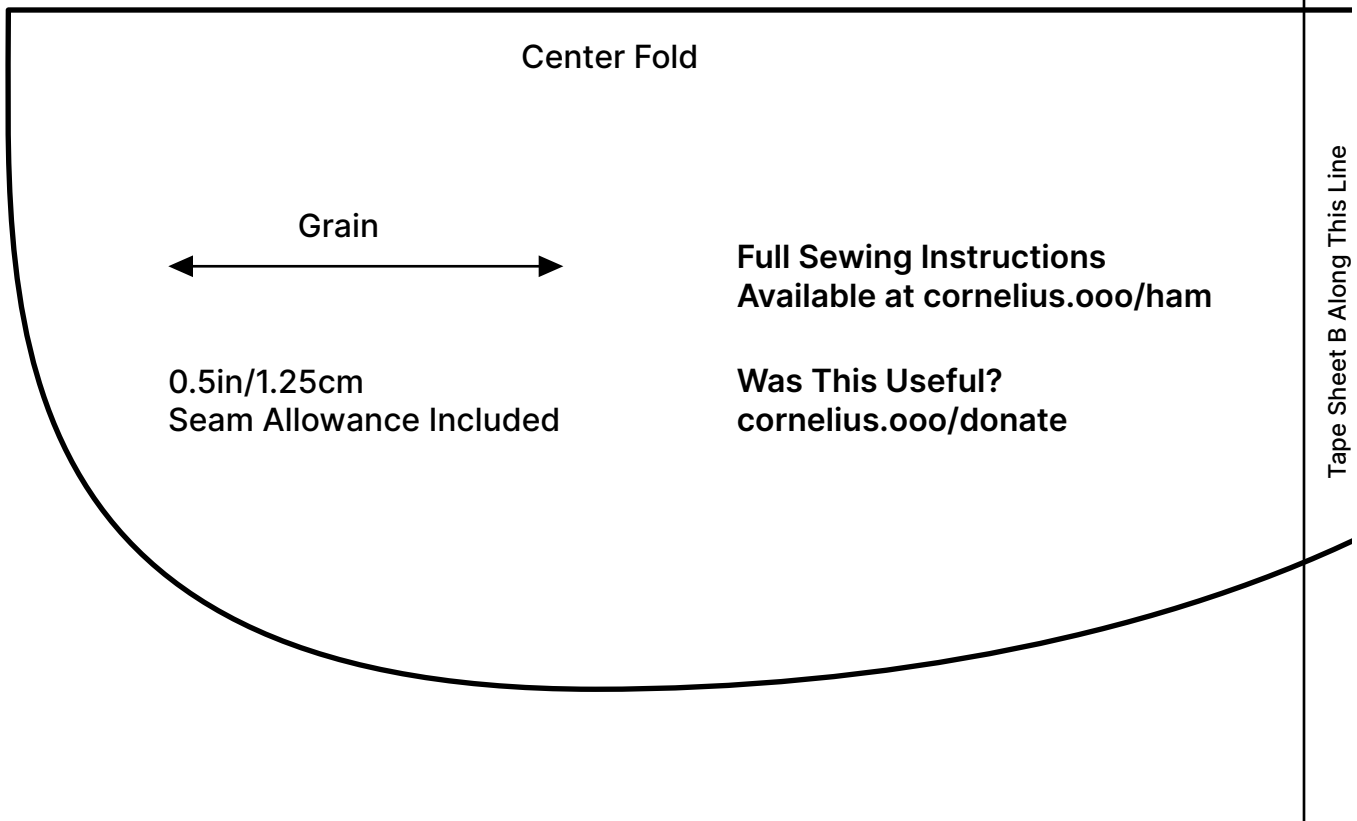 Center Fold
Grain
Full Sewing Instructions
Available at cornelius.ooo/ham
0.5in/1.25cm
Seam Allowance Included
Was This Useful?
cornelius.ooo/donate
Tape Sheet B Along This Line